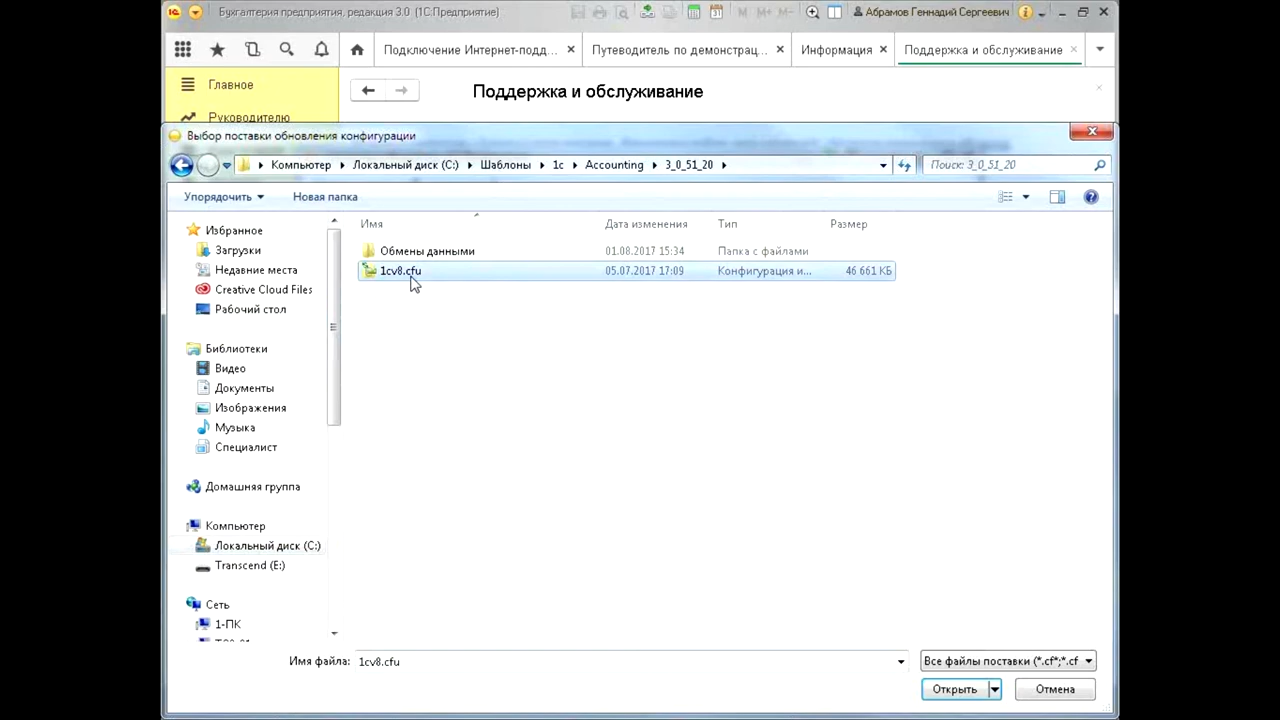 Бухгалтерия предприятия, редакция 3.0 (1С:Предприятие)
M M+ M-
Абрамов Геннадий Сергеевич
Подключение Интернет-подд...
Путеводитель по демонстрац...
Информация
Поддержка и обслуживание
Главное
Руководителю
Поддержка и обслуживание
Выбор поставки обновления конфигурации
Компьютер
Локальный диск (C:)
Шаблоны
1c
Accounting
3_0_51_20
Поиск: 3_0_51_20
Упорядочить
Новая папка
Имя
Дата изменения
Тип
Размер
Обмены данными
01.08.2017 15:34
Папка с файлами
1cv8.cfu
05.07.2017 17:09
Конфигурация и...
46 661 КБ
Избранное
Загрузки
Недавние места
Creative Cloud Files
Рабочий стол
Библиотеки
Видео
Документы
Изображения
Музыка
Специалист
Домашняя группа
Компьютер
Локальный диск (C:)
Transcend (E:)
Сеть
1-ПК
Имя файла:
1cv8.cfu
Все файлы поставки (*.cf*;*.cf
Открыть
Отмена